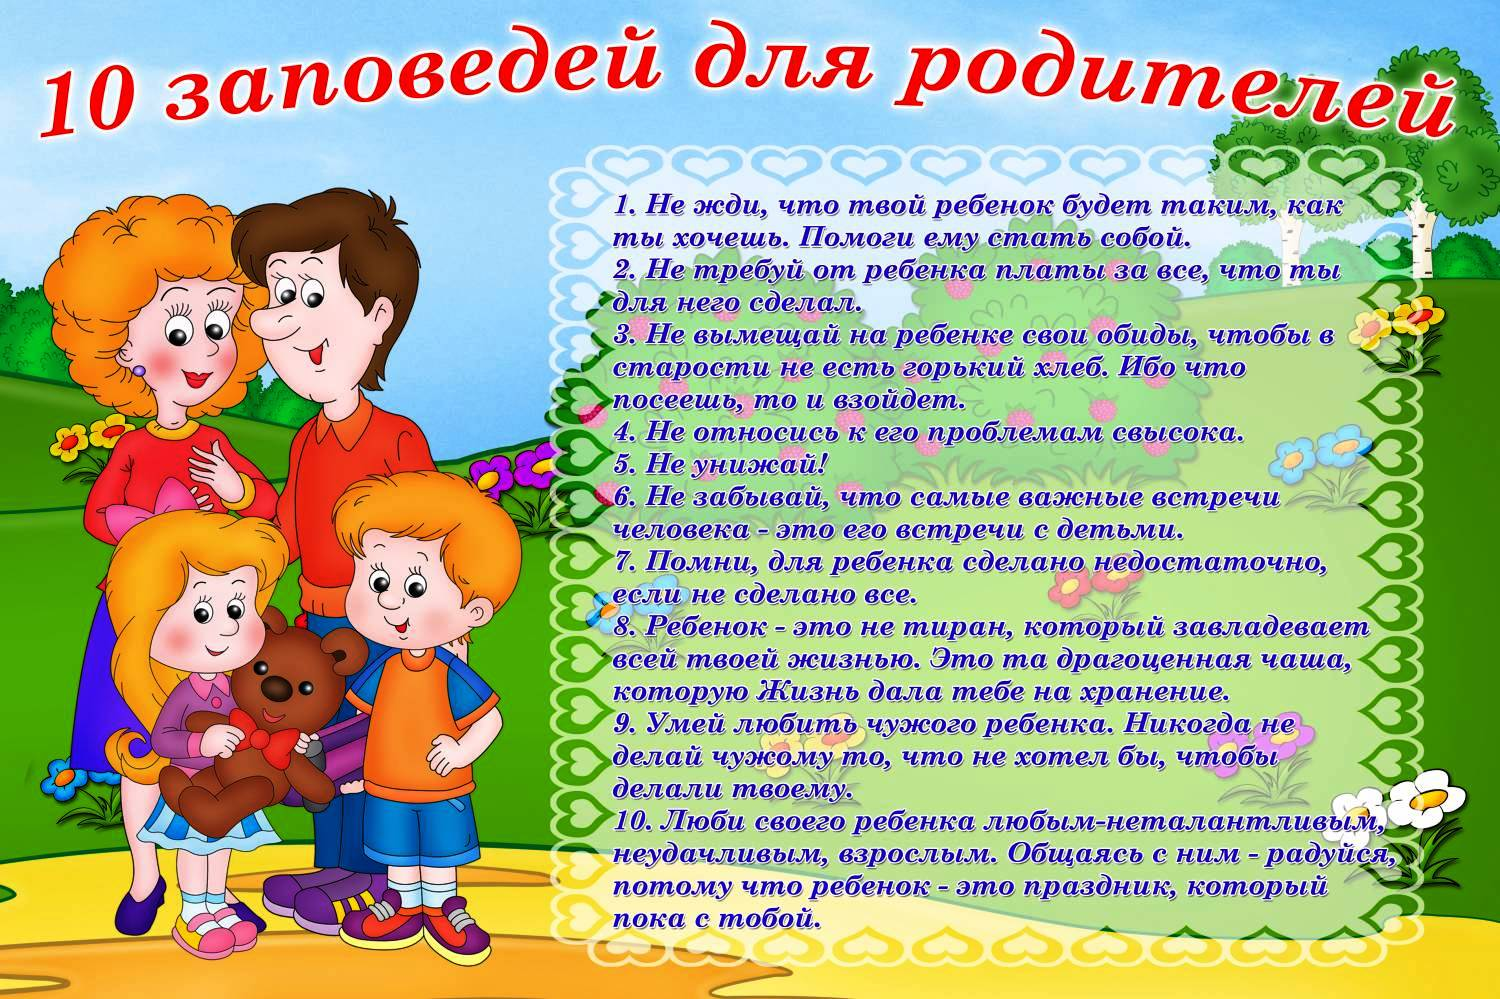 10 заповедей для родителей
1. Не жди, что твой ребенок будет таким, как
ты хочешь. Помоги ему стать собой.
2. Не требуй от ребенка платы за все, что ты
для него сделал.
3. Не вымещай на ребенке свои обиды, чтобы в
старости не есть горький хлеб. Ибо что
посеешь, то и взойдет.
4. Не относись к его проблемам свысока.
5. Не унижай!
6. Не забывай, что самые важные встречи
человека - это его встречи с детьми.
7. Помни, для ребенка сделано недостаточно,
если не сделано все.
8. Ребенок - это не тиран, который завладевает
всей твоей жизнью. Это та драгоценная чаша,
которую Жизнь дала тебе на хранение.
9. Умей любить чужого ребенка. Никогда не
делай чужому то, что не хотел бы, чтобы
делали твоему.
10. Люби своего ребенка любым-неталантливым,
неудачливым, взрослым. Общаясь с ним - радуйся,
потому что ребенок - это праздник, который
пока с тобой.